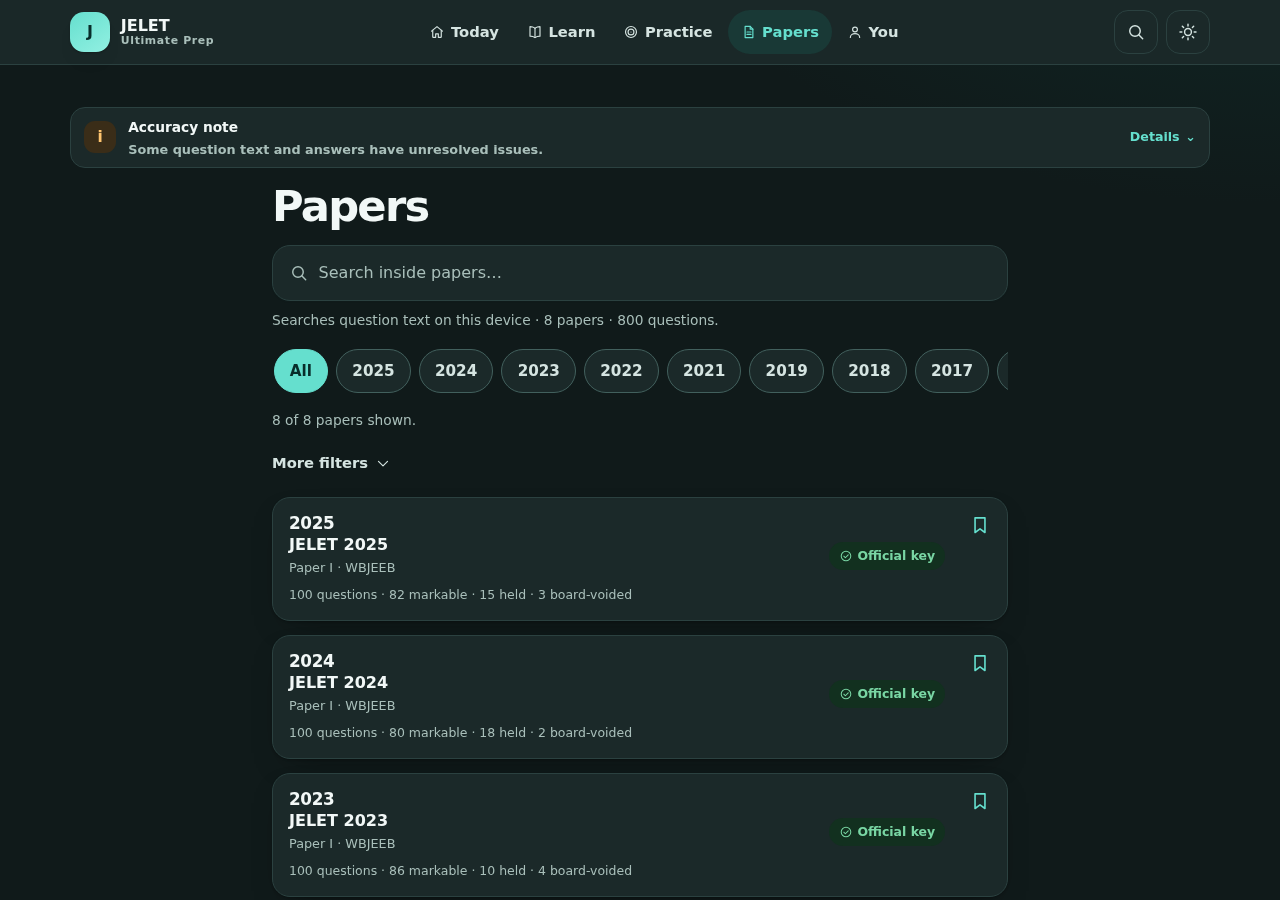 J
JELET
Ultimate Prep
Today
Learn
Practice
Papers
You
i
Accuracy note
Some question text and answers have unresolved issues.
Details
Papers
Search inside papers...
Searches question text on this device · 8 papers · 800 questions.
All
2025
2024
2023
2022
2021
2019
2018
2017
8 of 8 papers shown.
More filters
2025
JELET 2025
Paper I · WBJEEB
100 questions · 82 markable · 15 held · 3 board-voided
Official key
2024
JELET 2024
Paper I · WBJEEB
100 questions · 80 markable · 18 held · 2 board-voided
Official key
2023
JELET 2023
Paper I · WBJEEB
100 questions · 86 markable · 10 held · 4 board-voided
Official key